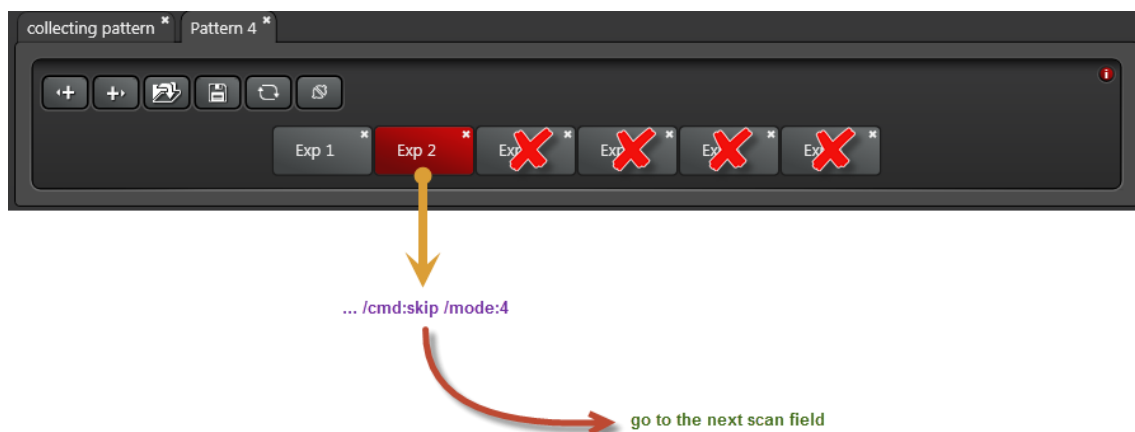 collecting pattern
Pattern 4
Exp 1
Exp 2
... /cmd:skip /mode:4
go to the next scan field